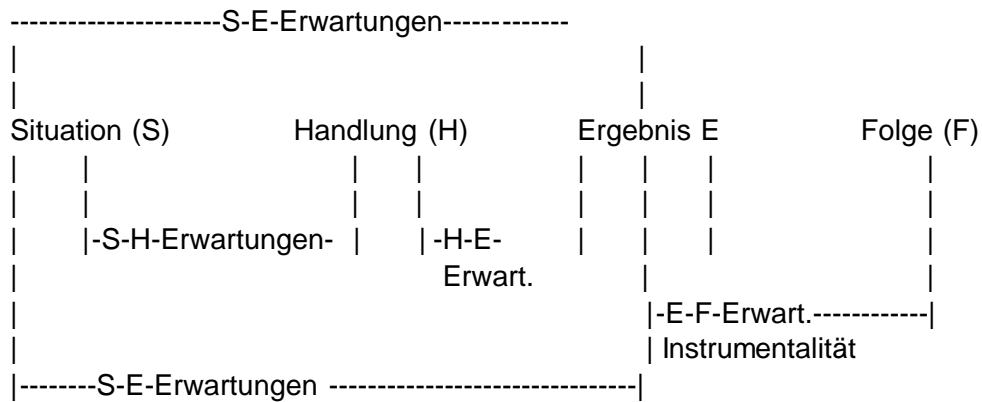 ----------------------S-E-Erwartungen-------------
| |
| |
Situation (S) Handlung (H) Ergebnis E Folge (F)
| | | | | | | |
| | | | | | | |
| |-S-H-Erwartungen- | |-H-E- | | | |
| Erwart. | |
| |-E-F-Erwart.------------|
| | Instrumentalität
|--------S-E-Erwartungen --------------------------------|